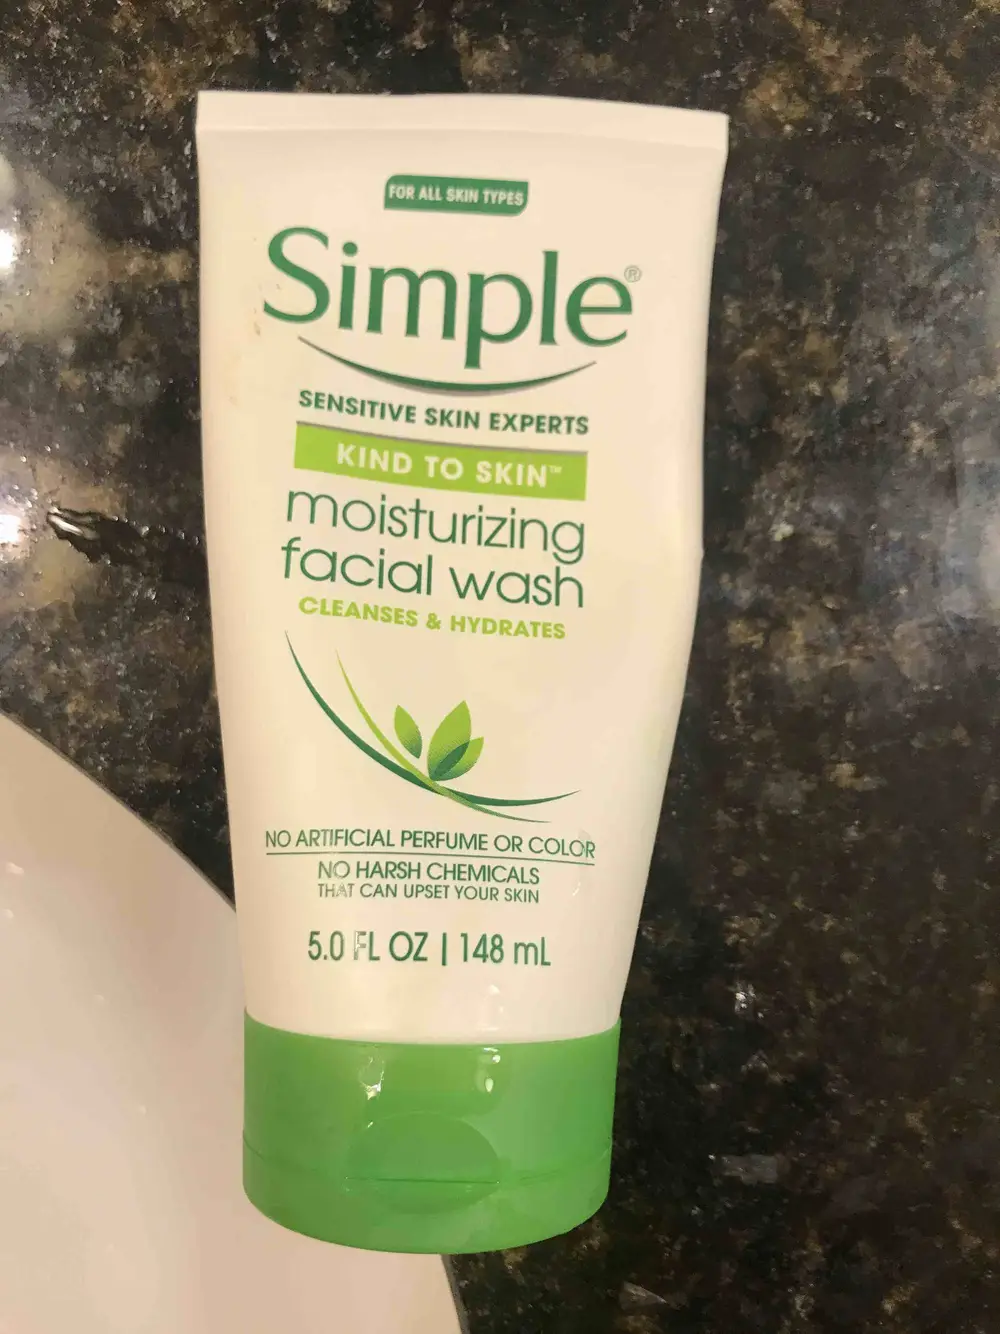 FOR ALL SKIN TYPES
Simple®
SENSITIVE SKIN EXPERTS
KIND TO SKIN™
moisturizing
facial wash
CLEANSES & HYDRATES
NO ARTIFICIAL PERFUME OR COLOR
NO HARSH CHEMICALS
THAT CAN UPSET YOUR SKIN
5.0 FL OZ | 148 mL